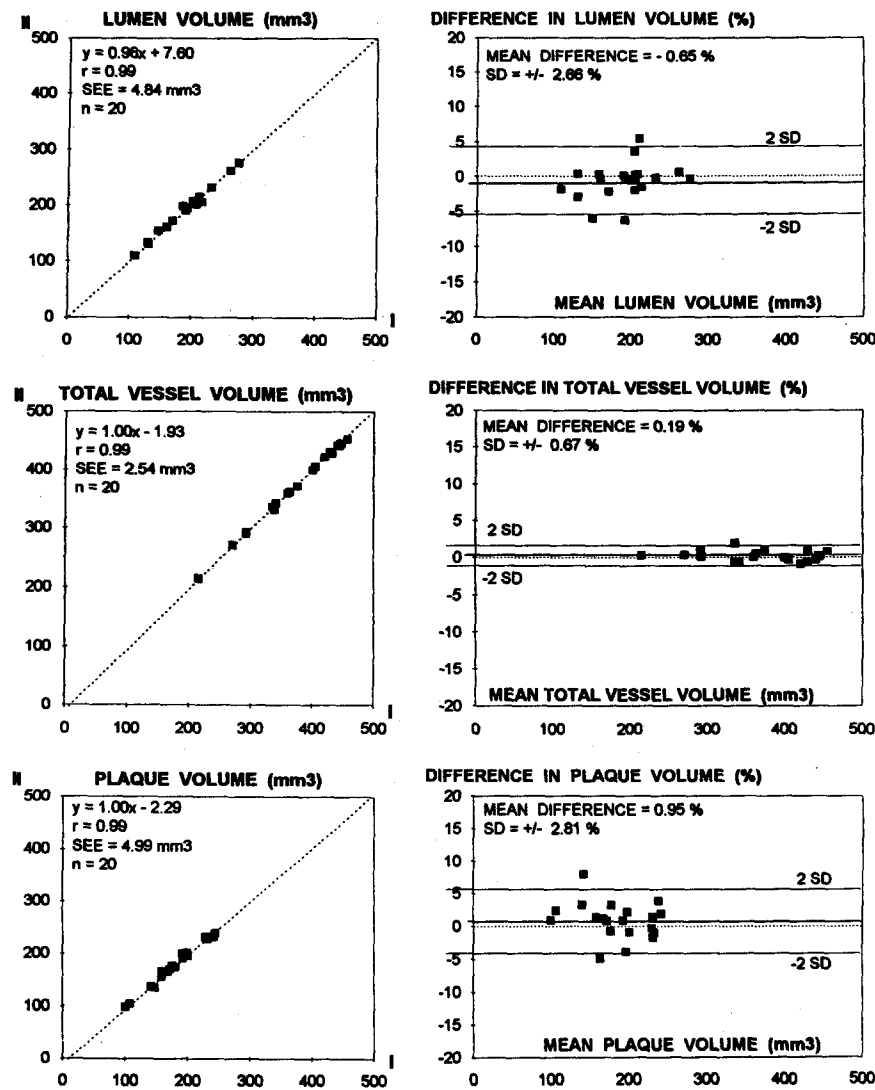 II LUMEN VOLUME (mm3)
500
y = 0.96x + 7.60
r = 0.99
SEE = 4.84 mm3
n = 20
400
300
200
100
0
0 100 200 300 400 500 I
DIFFERENCE IN LUMEN VOLUME (%)
20
MEAN DIFFERENCE = - 0.65 %
SD = +/- 2.66 %
15
10
5
2 SD
0
-5
-2 SD
-10
-15
MEAN LUMEN VOLUME (mm3)
-20
0 100 200 300 400 500
II TOTAL VESSEL VOLUME (mm3)
500
y = 1.00x - 1.93
r = 0.99
SEE = 2.54 mm3
n = 20
400
300
200
100
0
0 100 200 300 400 500 I
DIFFERENCE IN TOTAL VESSEL VOLUME (%)
20
MEAN DIFFERENCE = 0.19 %
SD = +/- 0.67 %
15
10
5
2 SD
0
-2 SD
-5
-10
-15
MEAN TOTAL VESSEL VOLUME (mm3)
-20
0 100 200 300 400 500
II PLAQUE VOLUME (mm3)
500
y = 1.00x - 2.29
r = 0.99
SEE = 4.99 mm3
n = 20
400
300
200
100
0
0 100 200 300 400 500 I
DIFFERENCE IN PLAQUE VOLUME (%)
20
MEAN DIFFERENCE = 0.95 %
SD = +/- 2.81 %
15
10
2 SD
5
0
-5
-2 SD
-10
-15
MEAN PLAQUE VOLUME (mm3)
-20
0 100 200 300 400 500